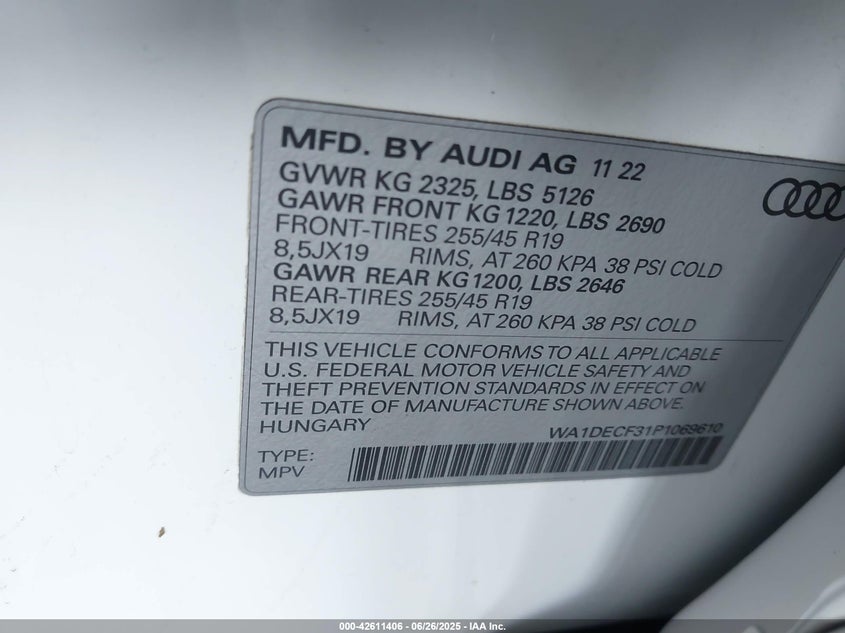 MFD. BY AUDI AG 11 22
GVWR KG 2325, LBS 5126
GAWR FRONT KG 1220, LBS 2690
FRONT-TIRES 255/45 R19
8,5JX19 RIMS, AT 260 KPA 38 PSI COLD
GAWR REAR KG1200, LBS 2646
REAR-TIRES 255/45 R19
8,5JX19 RIMS, AT 260 KPA 38 PSI COLD
THIS VEHICLE CONFORMS TO ALL APPLICABLE
U.S. FEDERAL MOTOR VEHICLE SAFETY AND
THEFT PREVENTION STANDARDS IN EFFECT ON
THE DATE OF MANUFACTURE SHOWN ABOVE.
HUNGARY
WA1DECF31P1069610
TYPE:
MPV
000-42611406 - 06/26/2025 - IAA Inc.